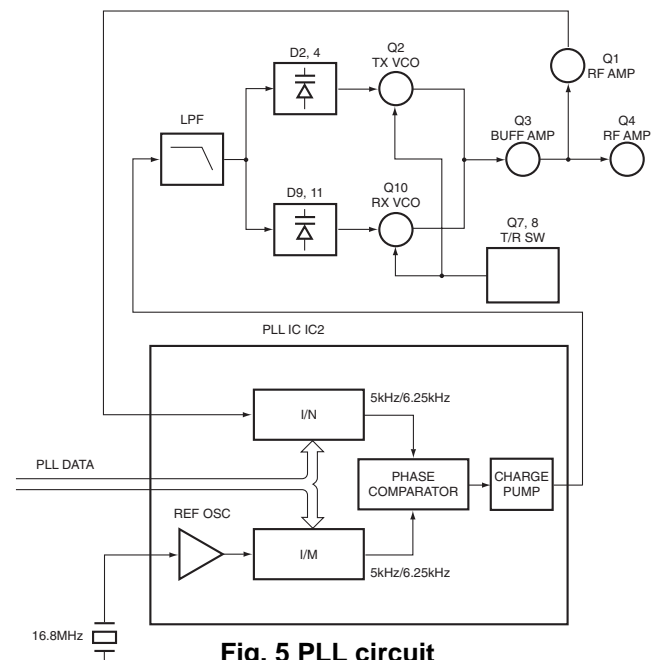 D2, 4
Q2
TX VCO
Q1
RF AMP
LPF
Q3
BUFF AMP
Q4
RF AMP
D9, 11
Q10
RX VCO
Q7, 8
T/R SW
PLL IC IC2
5kHz/6.25kHz
I/N
PLL DATA
PHASE
COMPARATOR
CHARGE
PUMP
REF OSC
I/M
5kHz/6.25kHz
16.8MHz
Fig. 5 PLL circuit